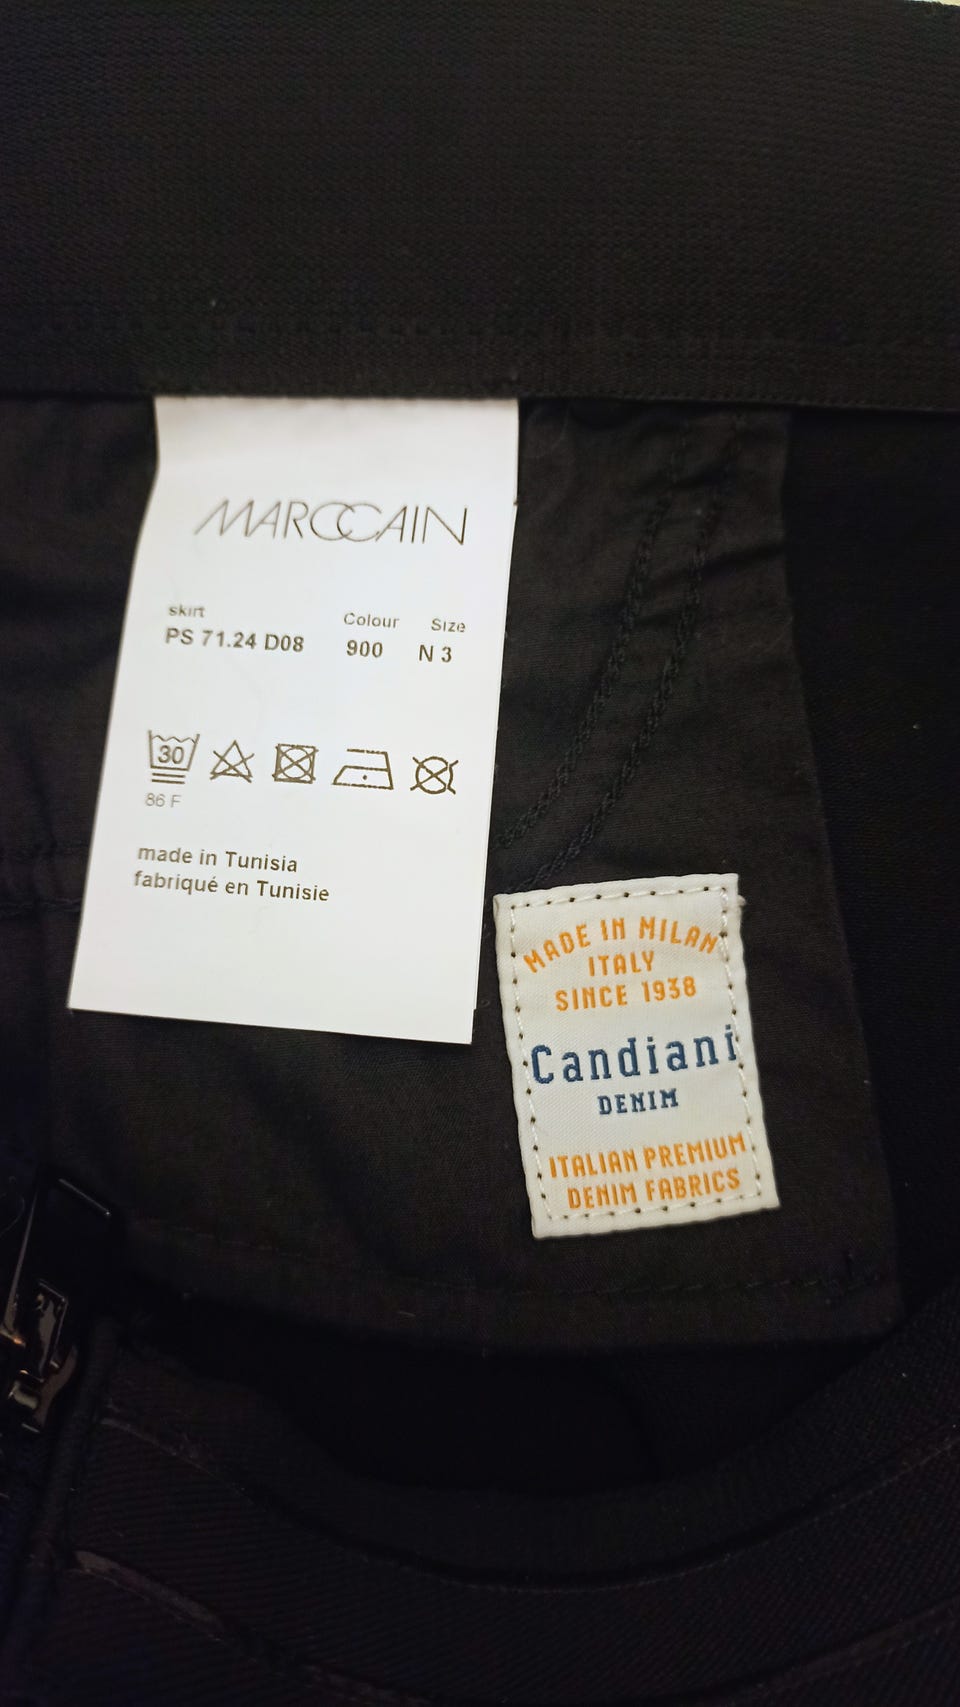 MARCCAIN
skirt Colour Size
PS 71.24 D08 900 N 3
30
86 F
made in Tunisia
fabriqué en Tunisie
MADE IN MILAN
ITALY
SINCE 1938
Candiani
DENIM
ITALIAN PREMIUM
DENIM FABRICS